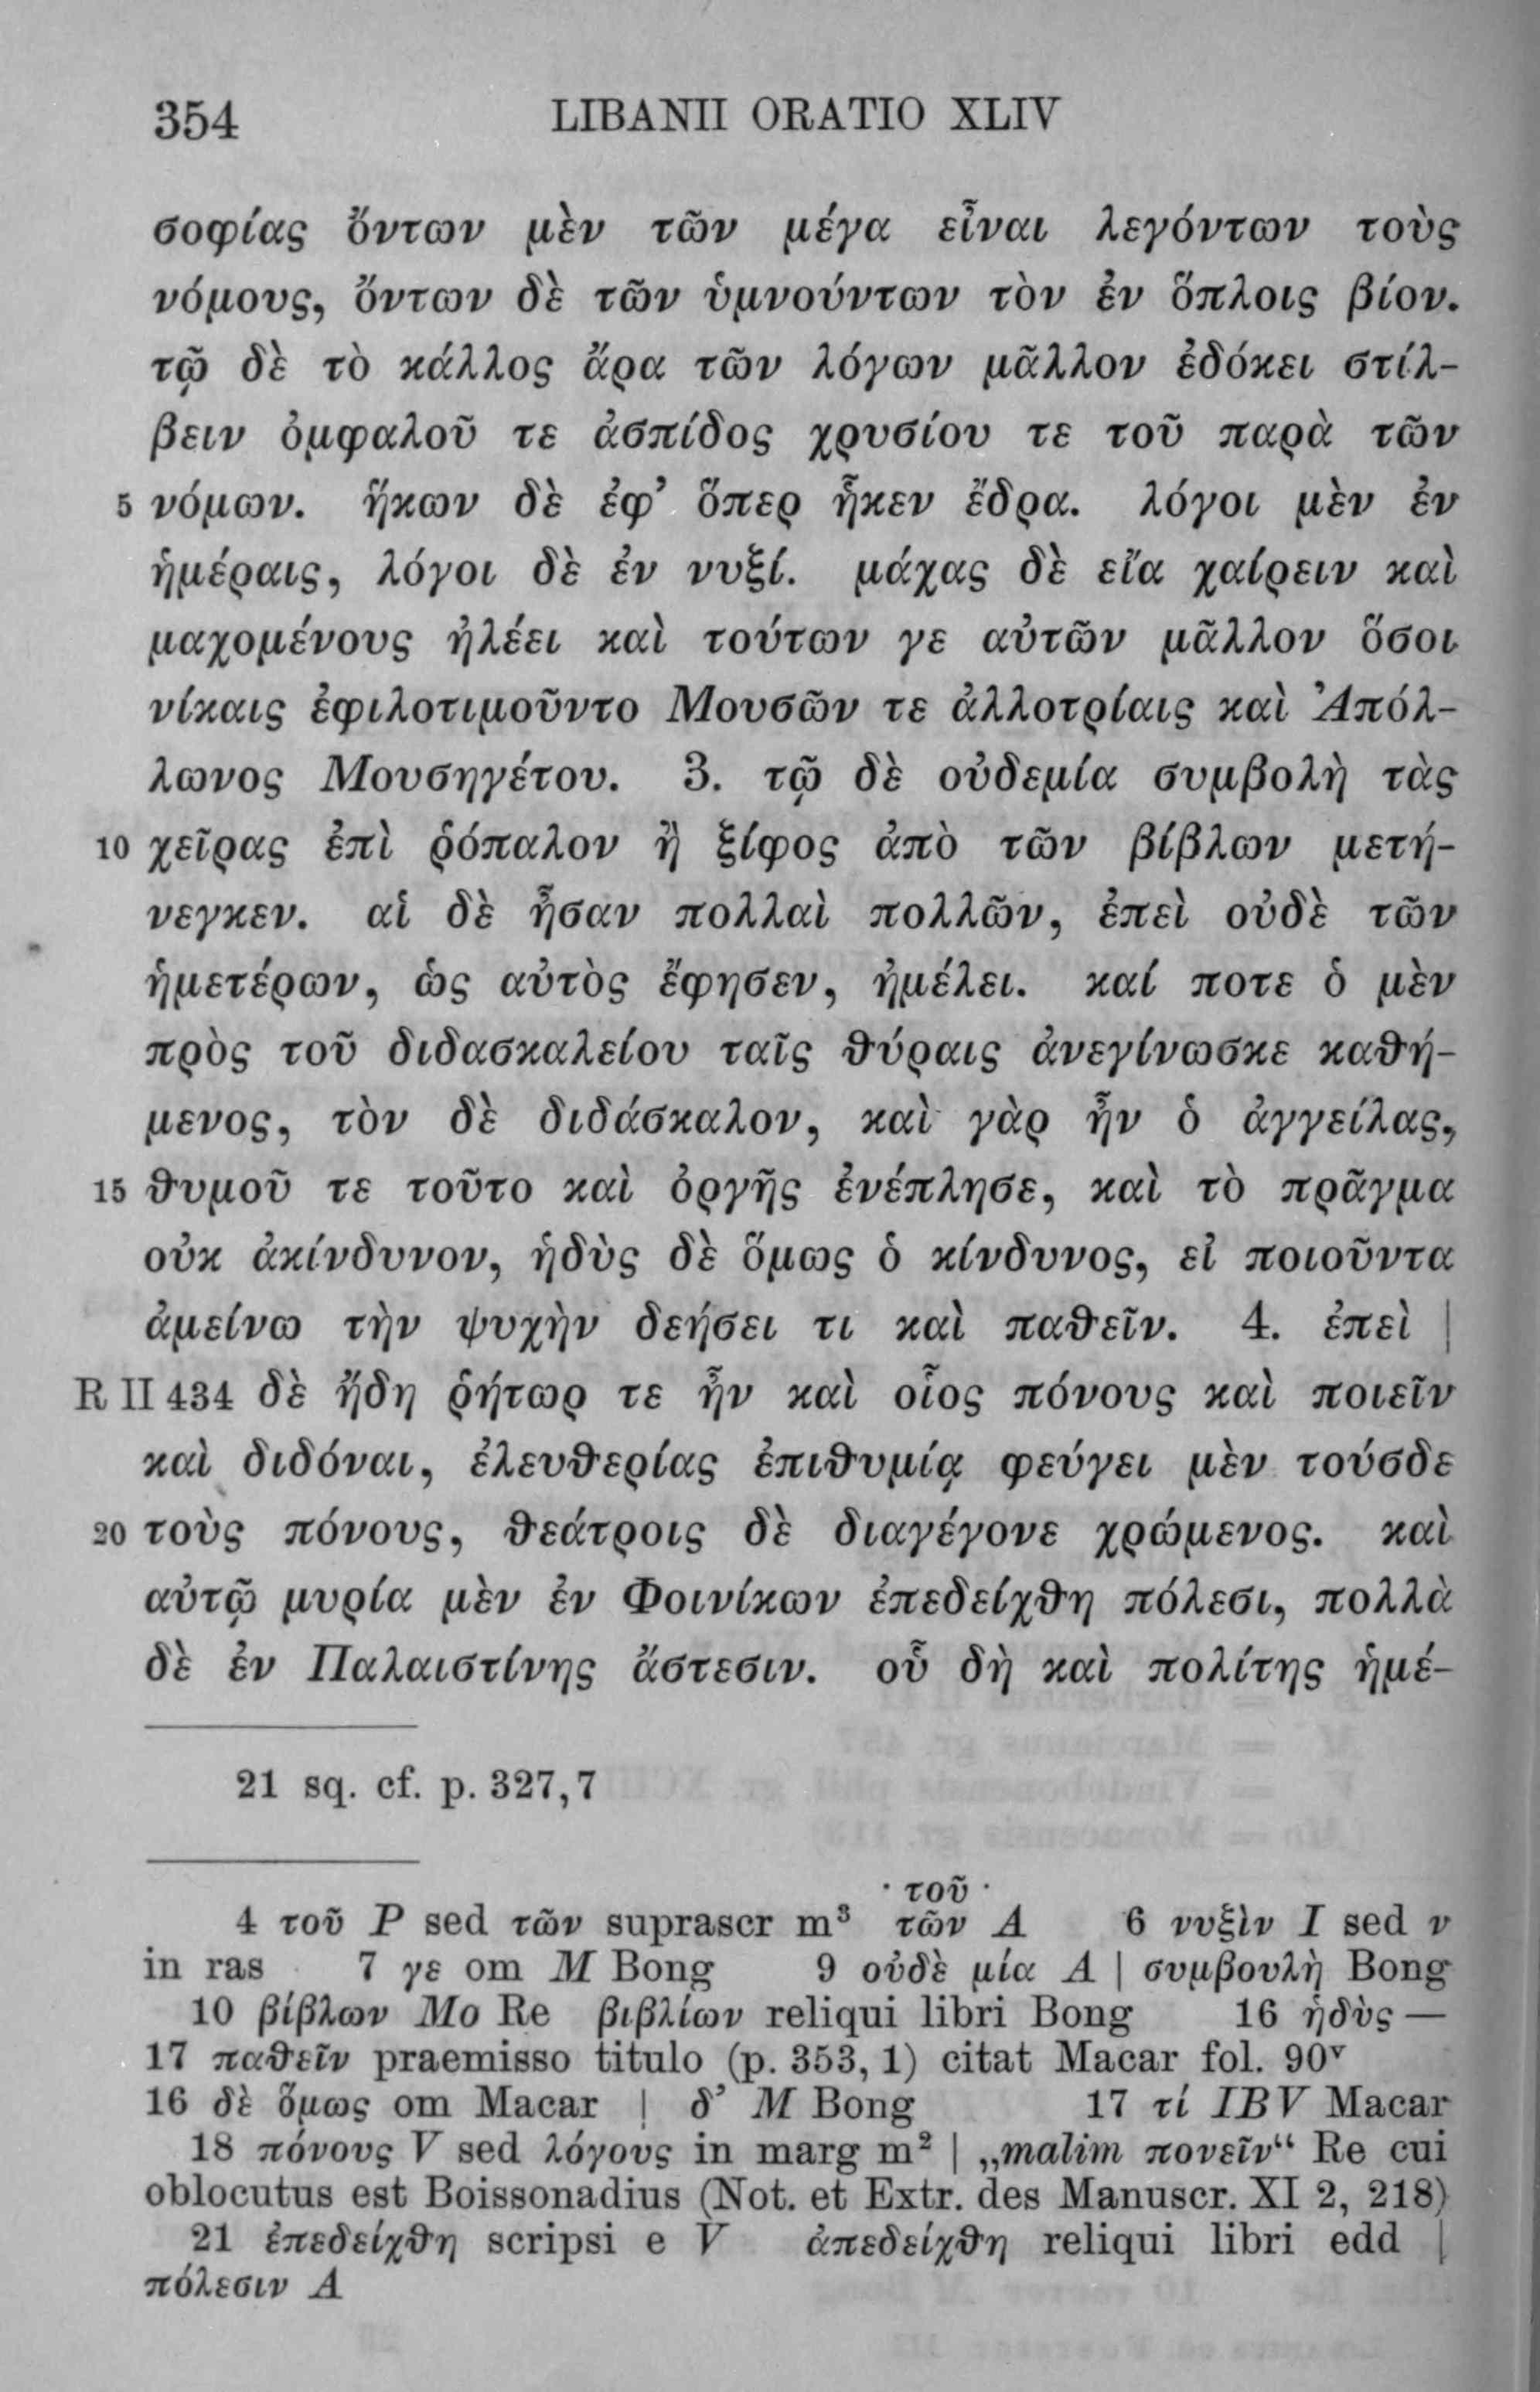 354 LIBANII ORATIO XLIV
σοφίας ὄντων μὲν τῶν μέγα εἶναι λεγόντων τοὺς
νόμους, ὄντων δὲ τῶν ὑμνούντων τὸν ἐν ὅπλοις βίον.
τῷ δὲ τὸ κάλλος ἄρα τῶν λόγων μᾶλλον ἐδόκει στίλ-
βειν ὀμφαλοῦ τε ἀσπίδος χρυσίου τε τοῦ παρὰ τῶν
5 νόμων. ἥκων δὲ ἐφ’ ὅπερ ἧκεν ἕδρα. λόγοι μὲν ἐν
ἡμέραις, λόγοι δὲ ἐν νυξί. μάχας δὲ εἴα χαίρειν καὶ
μαχομένους ἠλέει καὶ τούτων γε αὐτῶν μᾶλλον ὅσοι
νίκαις ἐφιλοτιμοῦντο Μουσῶν τε ἀλλοτρίαις καὶ Ἀπόλ-
λωνος Μουσηγέτου. 3. τῷ δὲ οὐδεμία συμβολὴ τὰς
10 χεῖρας ἐπὶ ῥόπαλον ἢ ξίφος ἀπὸ τῶν βίβλων μετή-
νεγκεν. αἱ δὲ ἦσαν πολλαὶ πολλῶν, ἐπεὶ οὐδὲ τῶν
ἡμετέρων, ὡς αὐτὸς ἔφησεν, ἠμέλει. καί ποτε ὁ μὲν
πρὸς τοῦ διδασκαλείου ταῖς θύραις ἀνεγίνωσκε καθή-
μενος, τὸν δὲ διδάσκαλον, καὶ γὰρ ἦν ὁ ἀγγείλας,
15 θυμοῦ τε τοῦτο καὶ ὀργῆς ἐνέπλησε, καὶ τὸ πρᾶγμα
οὐκ ἀκίνδυνον, ἡδὺς δὲ ὅμως ὁ κίνδυνος, εἰ ποιοῦντα
ἀμείνω τὴν ψυχὴν δεήσει τι καὶ παθεῖν. 4. ἐπεὶ |
R II 434 δὲ ἤδη ῥήτωρ τε ἦν καὶ οἷος πόνους καὶ ποιεῖν
καὶ διδόναι, ἐλευθερίας ἐπιθυμίᾳ φεύγει μὲν τούσδε
20 τοὺς πόνους, θεάτροις δὲ διαγέγονε χρώμενος. καὶ
αὐτῷ μυρία μὲν ἐν Φοινίκων ἐπεδείχθη πόλεσι, πολλὰ
δὲ ἐν Παλαιστίνης ἄστεσιν. οὗ δὴ καὶ πολίτης ἡμέ-
21 sq. cf. p. 327,7
· τοῦ ·
4 τοῦ P sed τῶν suprascr m³ τῶν A 6 νυξὶν I sed ν
in ras 7 γε om M Bong 9 οὐδὲ μία A | συμβουλὴ Bong
10 βίβλων Mo Re βιβλίων reliqui libri Bong 16 ἡδὺς —
17 παθεῖν praemisso titulo (p. 353, 1) citat Macar fol. 90ᵛ
16 δὲ ὅμως om Macar | δ’ M Bong 17 τί IBV Macar
18 πόνους V sed λόγους in marg m² | „malim πονεῖν“ Re cui
oblocutus est Boissonadius (Not. et Extr. des Manuscr. XI 2, 218)
21 ἐπεδείχθη scripsi e V ἀπεδείχθη reliqui libri edd |
πόλεσιν A